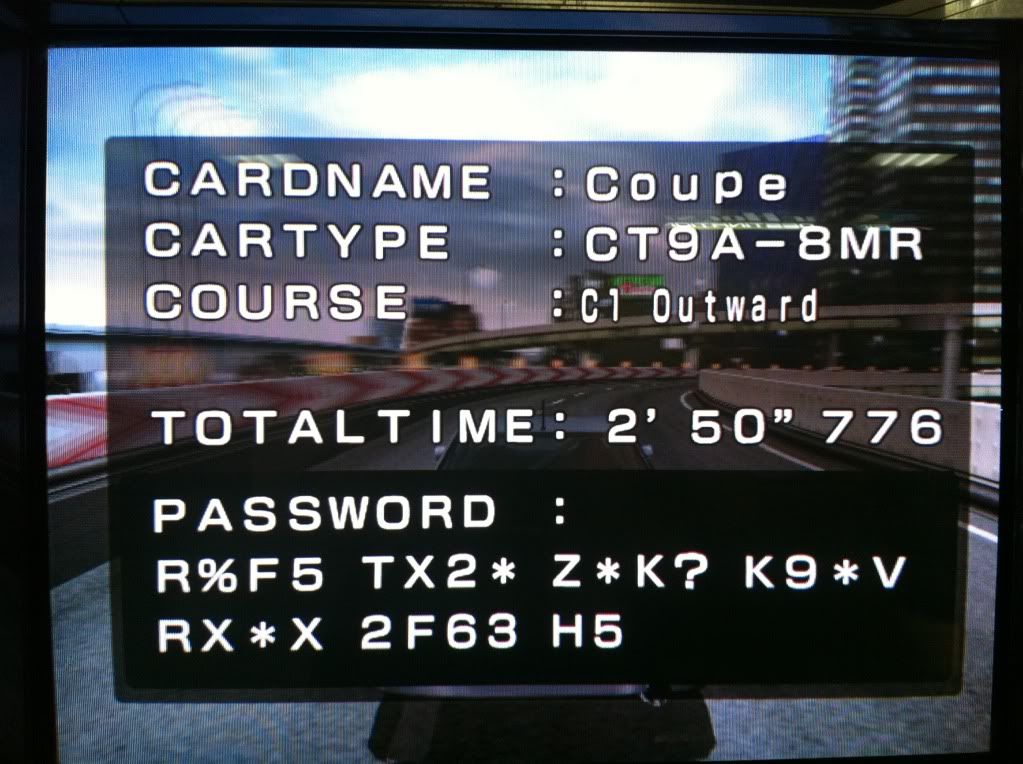 CARDNAME : Coupe
CARTYPE : CT9A-8MR
COURSE : C1 Outward
TOTALTIME: 2' 50" 776
PASSWORD :
R%F5 TX2* Z*K? K9*V
RX*X 2F63 H5